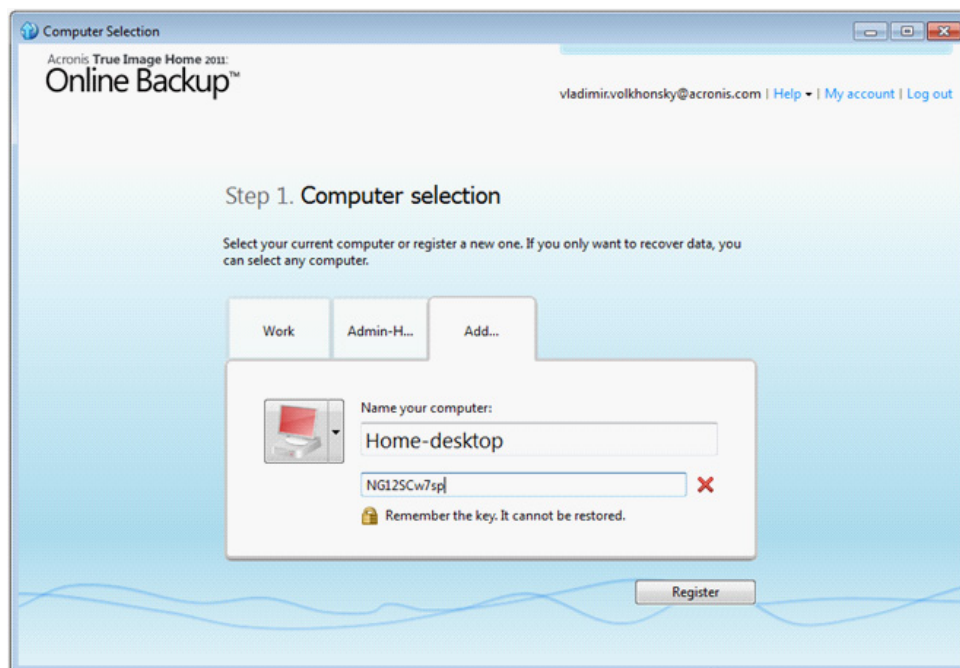 Computer Selection
Acronis True Image Home 2011:
Online Backup™
vladimir.volkhonsky@acronis.com | Help | My account | Log out
Step 1. Computer selection
Select your current computer or register a new one. If you only want to recover data, you
can select any computer.
Work
Admin-H...
Add...
Name your computer:
Home-desktop
NG12SCw7sp
Remember the key. It cannot be restored.
Register